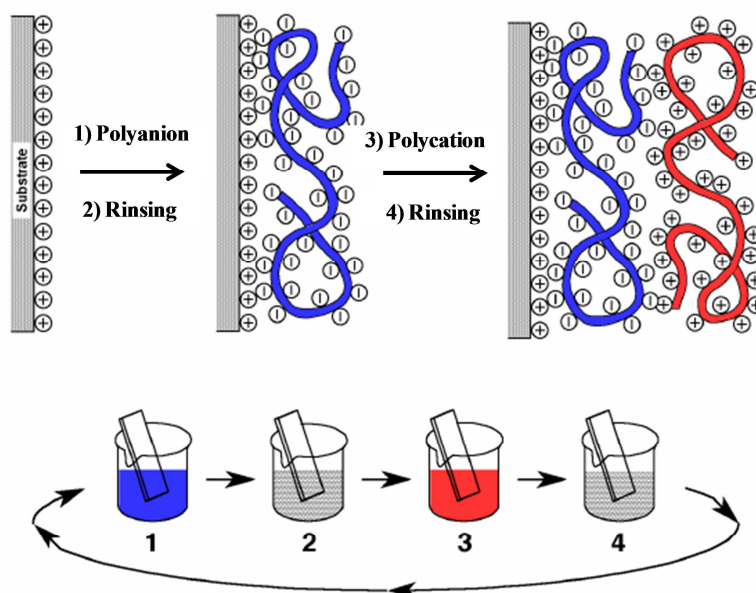 Substrate
1) Polyanion
2) Rinsing
3) Polycation
4) Rinsing
1
2
3
4